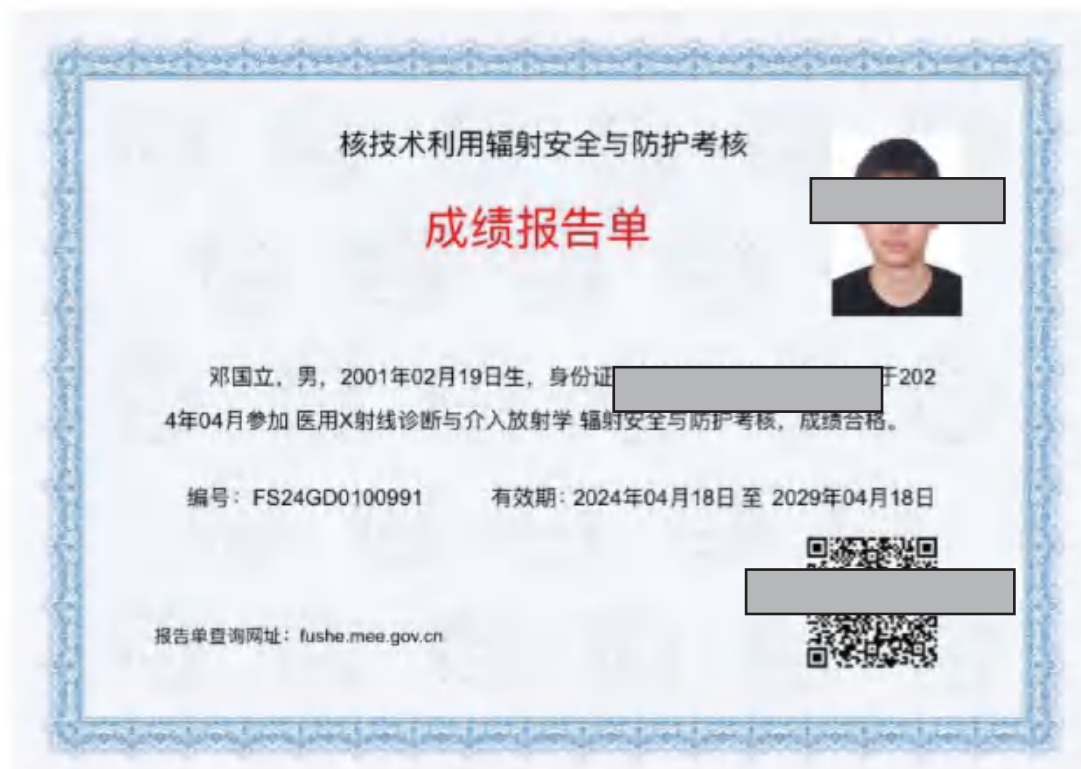 核技术利用辐射安全与防护考核
成绩报告单
邓国立，男，2001年02月19日生，身份证 于202
4年04月参加 医用X射线诊断与介入放射学 辐射安全与防护考核，成绩合格。
编号：FS24GD0100991 有效期：2024年04月18日 至 2029年04月18日
报告单查询网址：fushe.mee.gov.cn